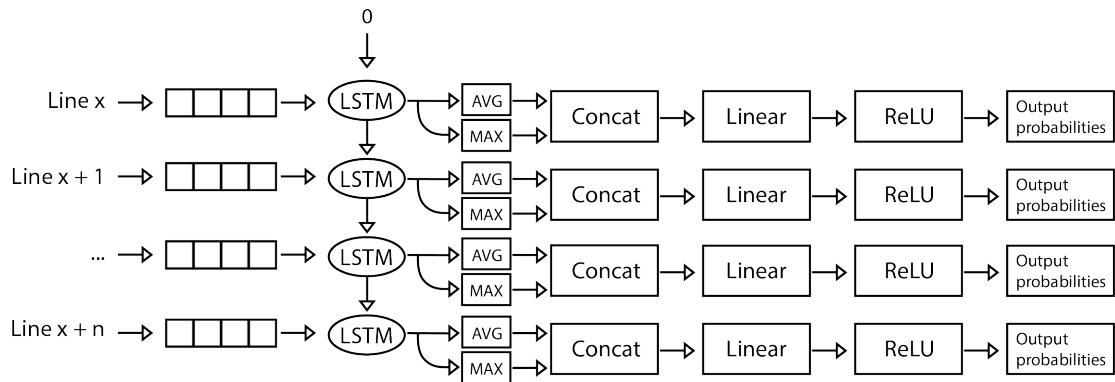 0
Line x
LSTM
AVG
MAX
Concat
Linear
ReLU
Output
probabilities
Line x + 1
LSTM
AVG
MAX
Concat
Linear
ReLU
Output
probabilities
...
LSTM
AVG
MAX
Concat
Linear
ReLU
Output
probabilities
Line x + n
LSTM
AVG
MAX
Concat
Linear
ReLU
Output
probabilities